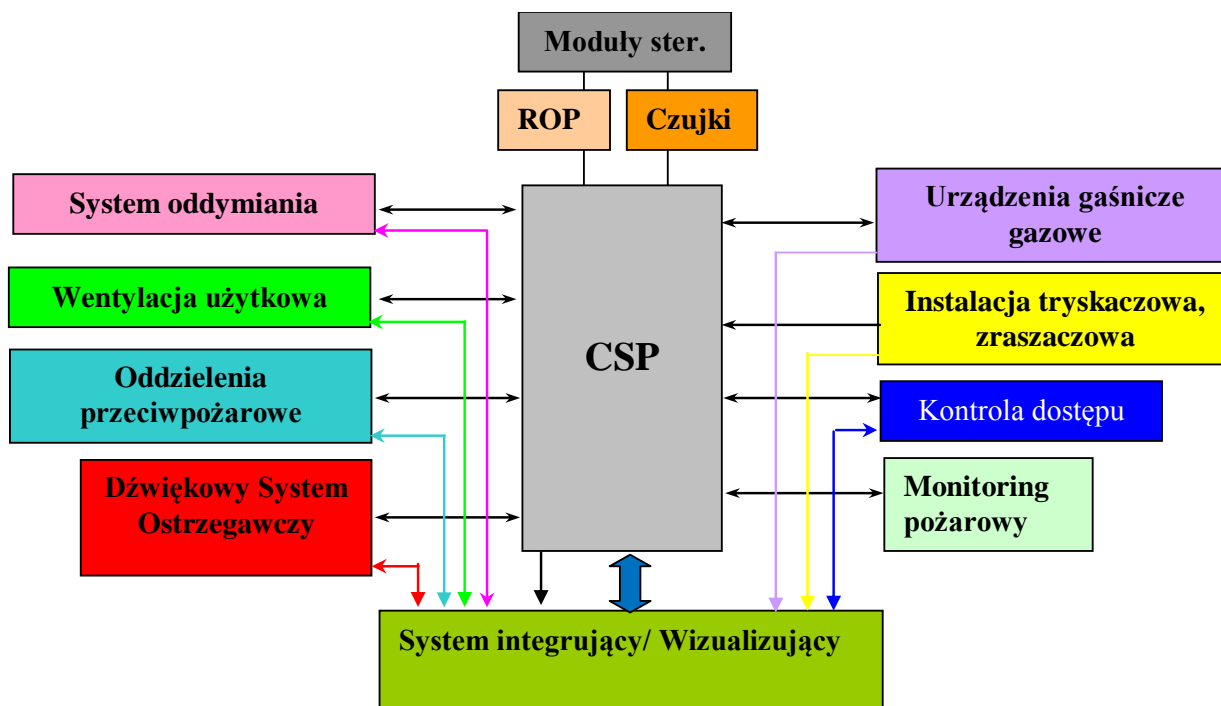 Moduły ster.
ROP
Czujki
System oddymiania
Wentylacja użytkowa
Oddzielenia
przeciwpożarowe
Dźwiękowy System
Ostrzegawczy
CSP
Urządzenia gaśnicze
gazowe
Instalacja tryskaczowa,
zraszaczowa
Kontrola dostępu
Monitoring
pożarowy
System integrujący/ Wizualizujący